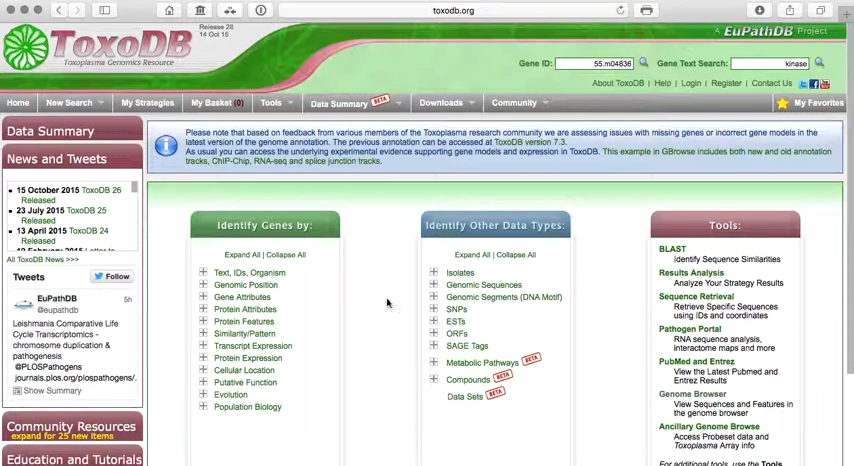 toxodb.org
ToxoDB
Release 26
14 Oct 15
Toxoplasma Genomics Resource
A EuPathDB Project
Gene ID: 55.m04836
Gene Text Search: kinase
About ToxoDB | Help | Login | Register | Contact Us
Home
New Search
My Strategies
My Basket (0)
Tools
Data Summary BETA
Downloads
Community
My Favorites
Data Summary
News and Tweets
15 October 2015 ToxoDB 26
Released
23 July 2015 ToxoDB 25
Released
13 April 2015 ToxoDB 24
Released
All ToxoDB News >>>
Tweets
Follow
EuPathDB
5h
@eupathdb
Leishmania Comparative Life
Cycle Transcriptomics -
chromosome duplication &
pathogenesis
@PLOSPathogens
journals.plos.org/plospathogens/.
Show Summary
Community Resources
expand for 25 new items
Education and Tutorials
Please note that based on feedback from various members of the Toxoplasma research community we are assessing issues with missing genes or incorrect gene models in the
latest version of the genome annotation. The previous annotation can be accessed at ToxoDB version 7.3.
As usual you can access the underlying experimental evidence supporting gene models and expression in ToxoDB. This example in GBrowse includes both new and old annotation
tracks, ChIP-Chip, RNA-seq and splice junction tracks.
Identify Genes by:
Expand All | Collapse All
Text, IDs, Organism
Genomic Position
Gene Attributes
Protein Attributes
Protein Features
Similarity/Pattern
Transcript Expression
Protein Expression
Cellular Location
Putative Function
Evolution
Population Biology
Identify Other Data Types:
Expand All | Collapse All
Isolates
Genomic Sequences
Genomic Segments (DNA Motif)
SNPs
ESTs
ORFs
SAGE Tags
Metabolic Pathways BETA
Compounds BETA
Data Sets BETA
Tools:
BLAST
Identify Sequence Similarities
Results Analysis
Analyze Your Strategy Results
Sequence Retrieval
Retrieve Specific Sequences
using IDs and coordinates
Pathogen Portal
RNA sequence analysis,
interactome maps and more
PubMed and Entrez
View the Latest Pubmed and
Entrez Results
Genome Browser
View Sequences and Features in
the genome browser
Ancillary Genome Browse
Access Probeset data and
Toxoplasma Array info
For additional tools, use the Tools